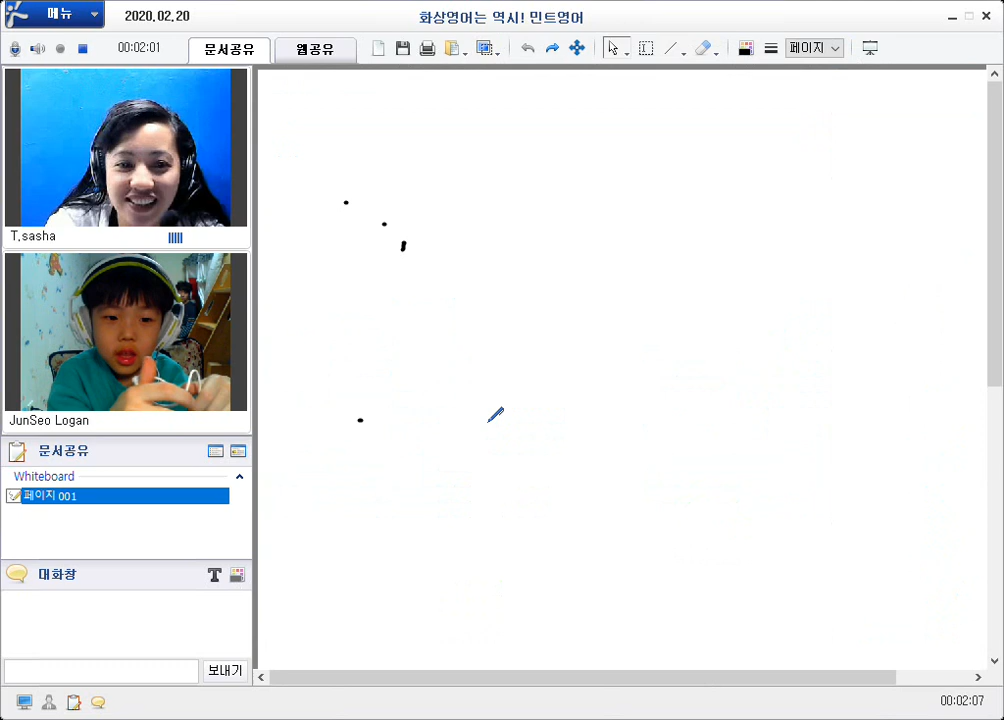 메뉴
2020,02,20
화상영어는 역시! 민트영어
00:02:01
문서공유
웹공유
페이지
T,sasha
JunSeo Logan
문서공유
Whiteboard
페이지 001
대화창
T
보내기
00:02:07